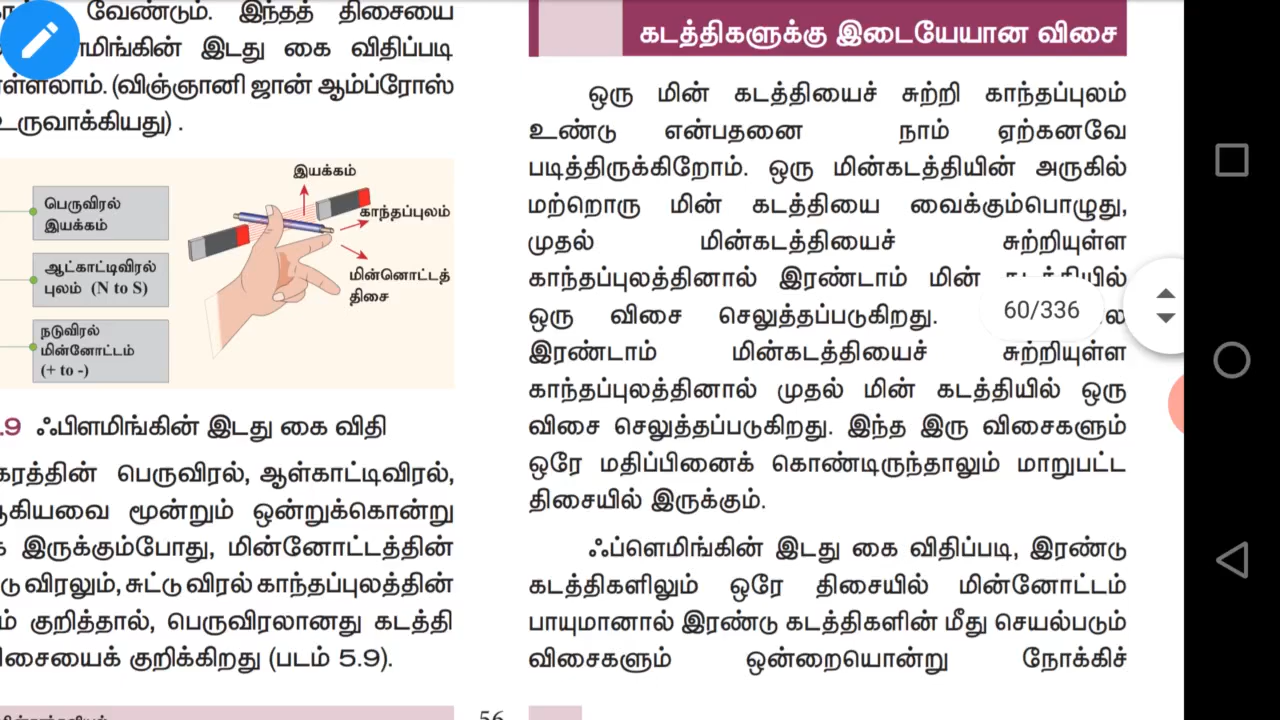 வேண்டும். இந்தத் திசையை
இடது கை விதிப்படி
(விஞ்ஞானி ஜான் ஆம்ப்ரோஸ்
உருவாக்கியது) .
பெருவிரல்
இயக்கம்
ஆட்காட்டிவிரல்
புலம் (N to S)
நடுவிரல்
மின்னோட்டம்
(+ to -)
இயக்கம்
காந்தப்புலம்
மின்னொட்டத்
திசை
.9 ஃபிளமிங்கின் இடது கை விதி
கரத்தின் பெருவிரல், ஆள்காட்டிவிரல்,
ஆகியவை மூன்றும் ஒன்றுக்கொன்று
இருக்கும்போது, மின்னோட்டத்தின்
டு விரலும், சுட்டு விரல் காந்தப்புலத்தின்
ம் குறித்தால், பெருவிரலானது கடத்தி
திசையைக் குறிக்கிறது (படம் 5.9).
56
கடத்திகளுக்கு இடையேயான விசை
ஒரு மின் கடத்தியைச் சுற்றி காந்தப்புலம்
உண்டு என்பதனை நாம் ஏற்கனவே
படித்திருக்கிறோம். ஒரு மின்கடத்தியின் அருகில்
மற்றொரு மின் கடத்தியை வைக்கும்பொழுது,
முதல் மின்கடத்தியைச் சுற்றியுள்ள
காந்தப்புலத்தினால் இரண்டாம் மின்
ஒரு விசை செலுத்தப்படுகிறது.
இரண்டாம் மின்கடத்தியைச் சுற்றியுள்ள
காந்தப்புலத்தினால் முதல் மின் கடத்தியில் ஒரு
விசை செலுத்தப்படுகிறது. இந்த இரு விசைகளும்
ஒரே மதிப்பினைக் கொண்டிருந்தாலும் மாறுபட்ட
திசையில் இருக்கும்.
ஃப்ளெமிங்கின் இடது கை விதிப்படி, இரண்டு
கடத்திகளிலும் ஒரே திசையில் மின்னோட்டம்
பாயுமானால் இரண்டு கடத்திகளின் மீது செயல்படும்
விசைகளும் ஒன்றையொன்று நோக்கிச்
60/336